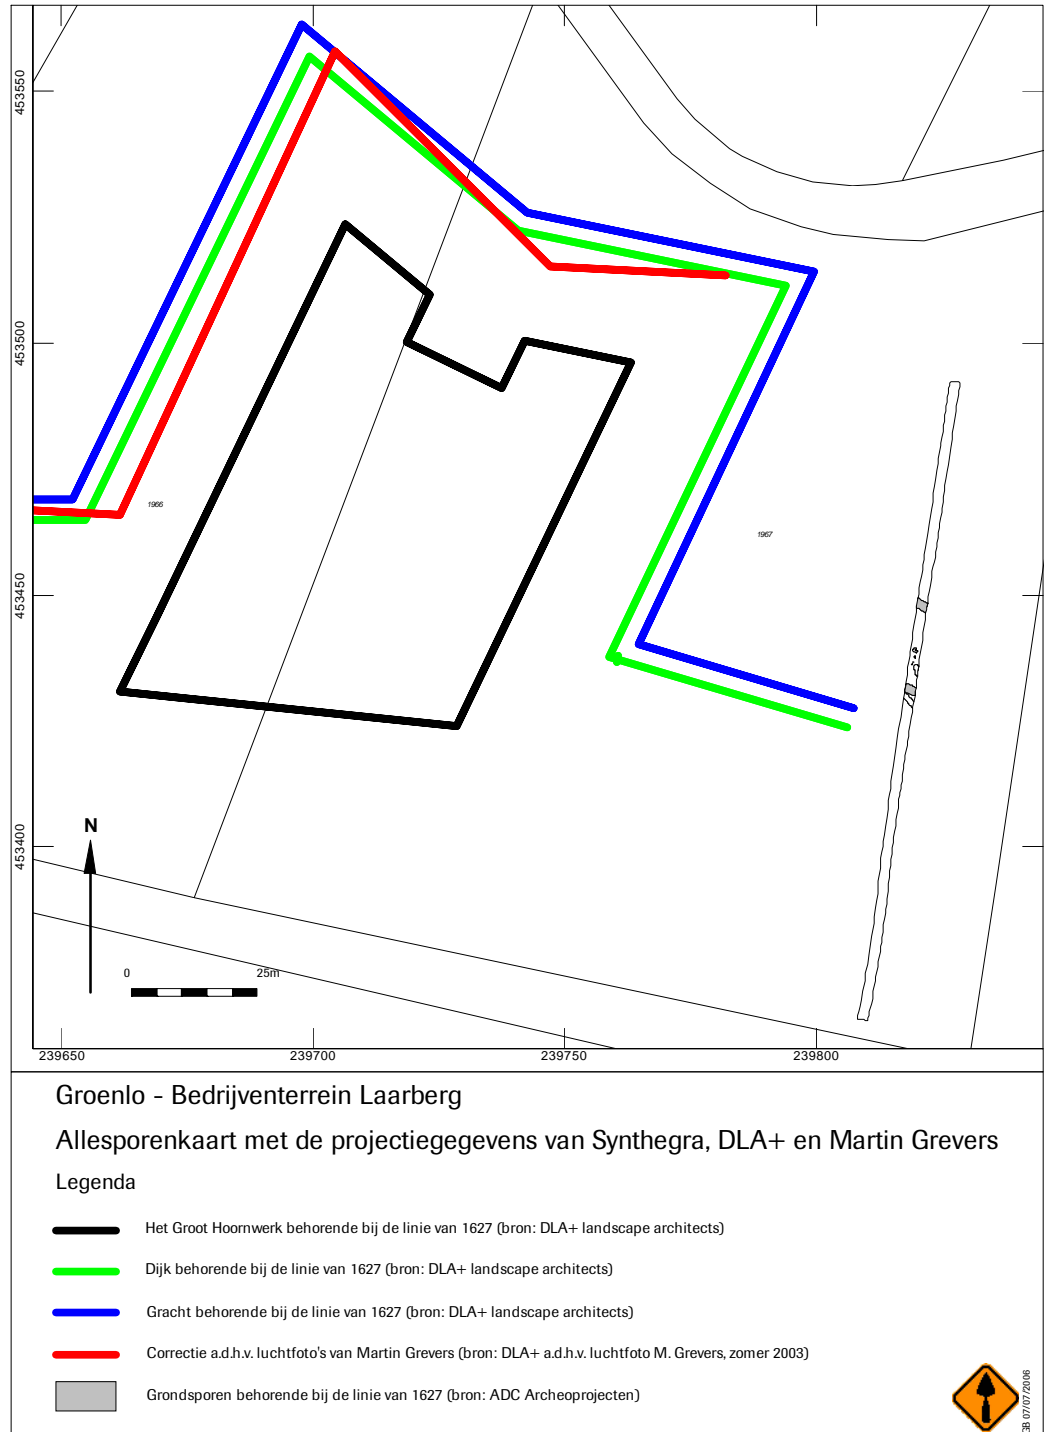 453550
453500
453450
453400
1966
1967
N
0 25m
239650 239700 239750 239800
Groenlo - Bedrijventerrein Laarberg
Allesporenkaart met de projectiegegevens van Synthegra, DLA+ en Martin Grevers
Legenda
Het Groot Hoornwerk behorende bij de linie van 1627 (bron: DLA+ landscape architects)
Dijk behorende bij de linie van 1627 (bron: DLA+ landscape architects)
Gracht behorende bij de linie van 1627 (bron: DLA+ landscape architects)
Correctie a.d.h.v. luchtfoto's van Martin Grevers (bron: DLA+ a.d.h.v. luchtfoto M. Grevers, zomer 2003)
Grondsporen behorende bij de linie van 1627 (bron: ADC Archeoprojecten)
GB 07/07/2006